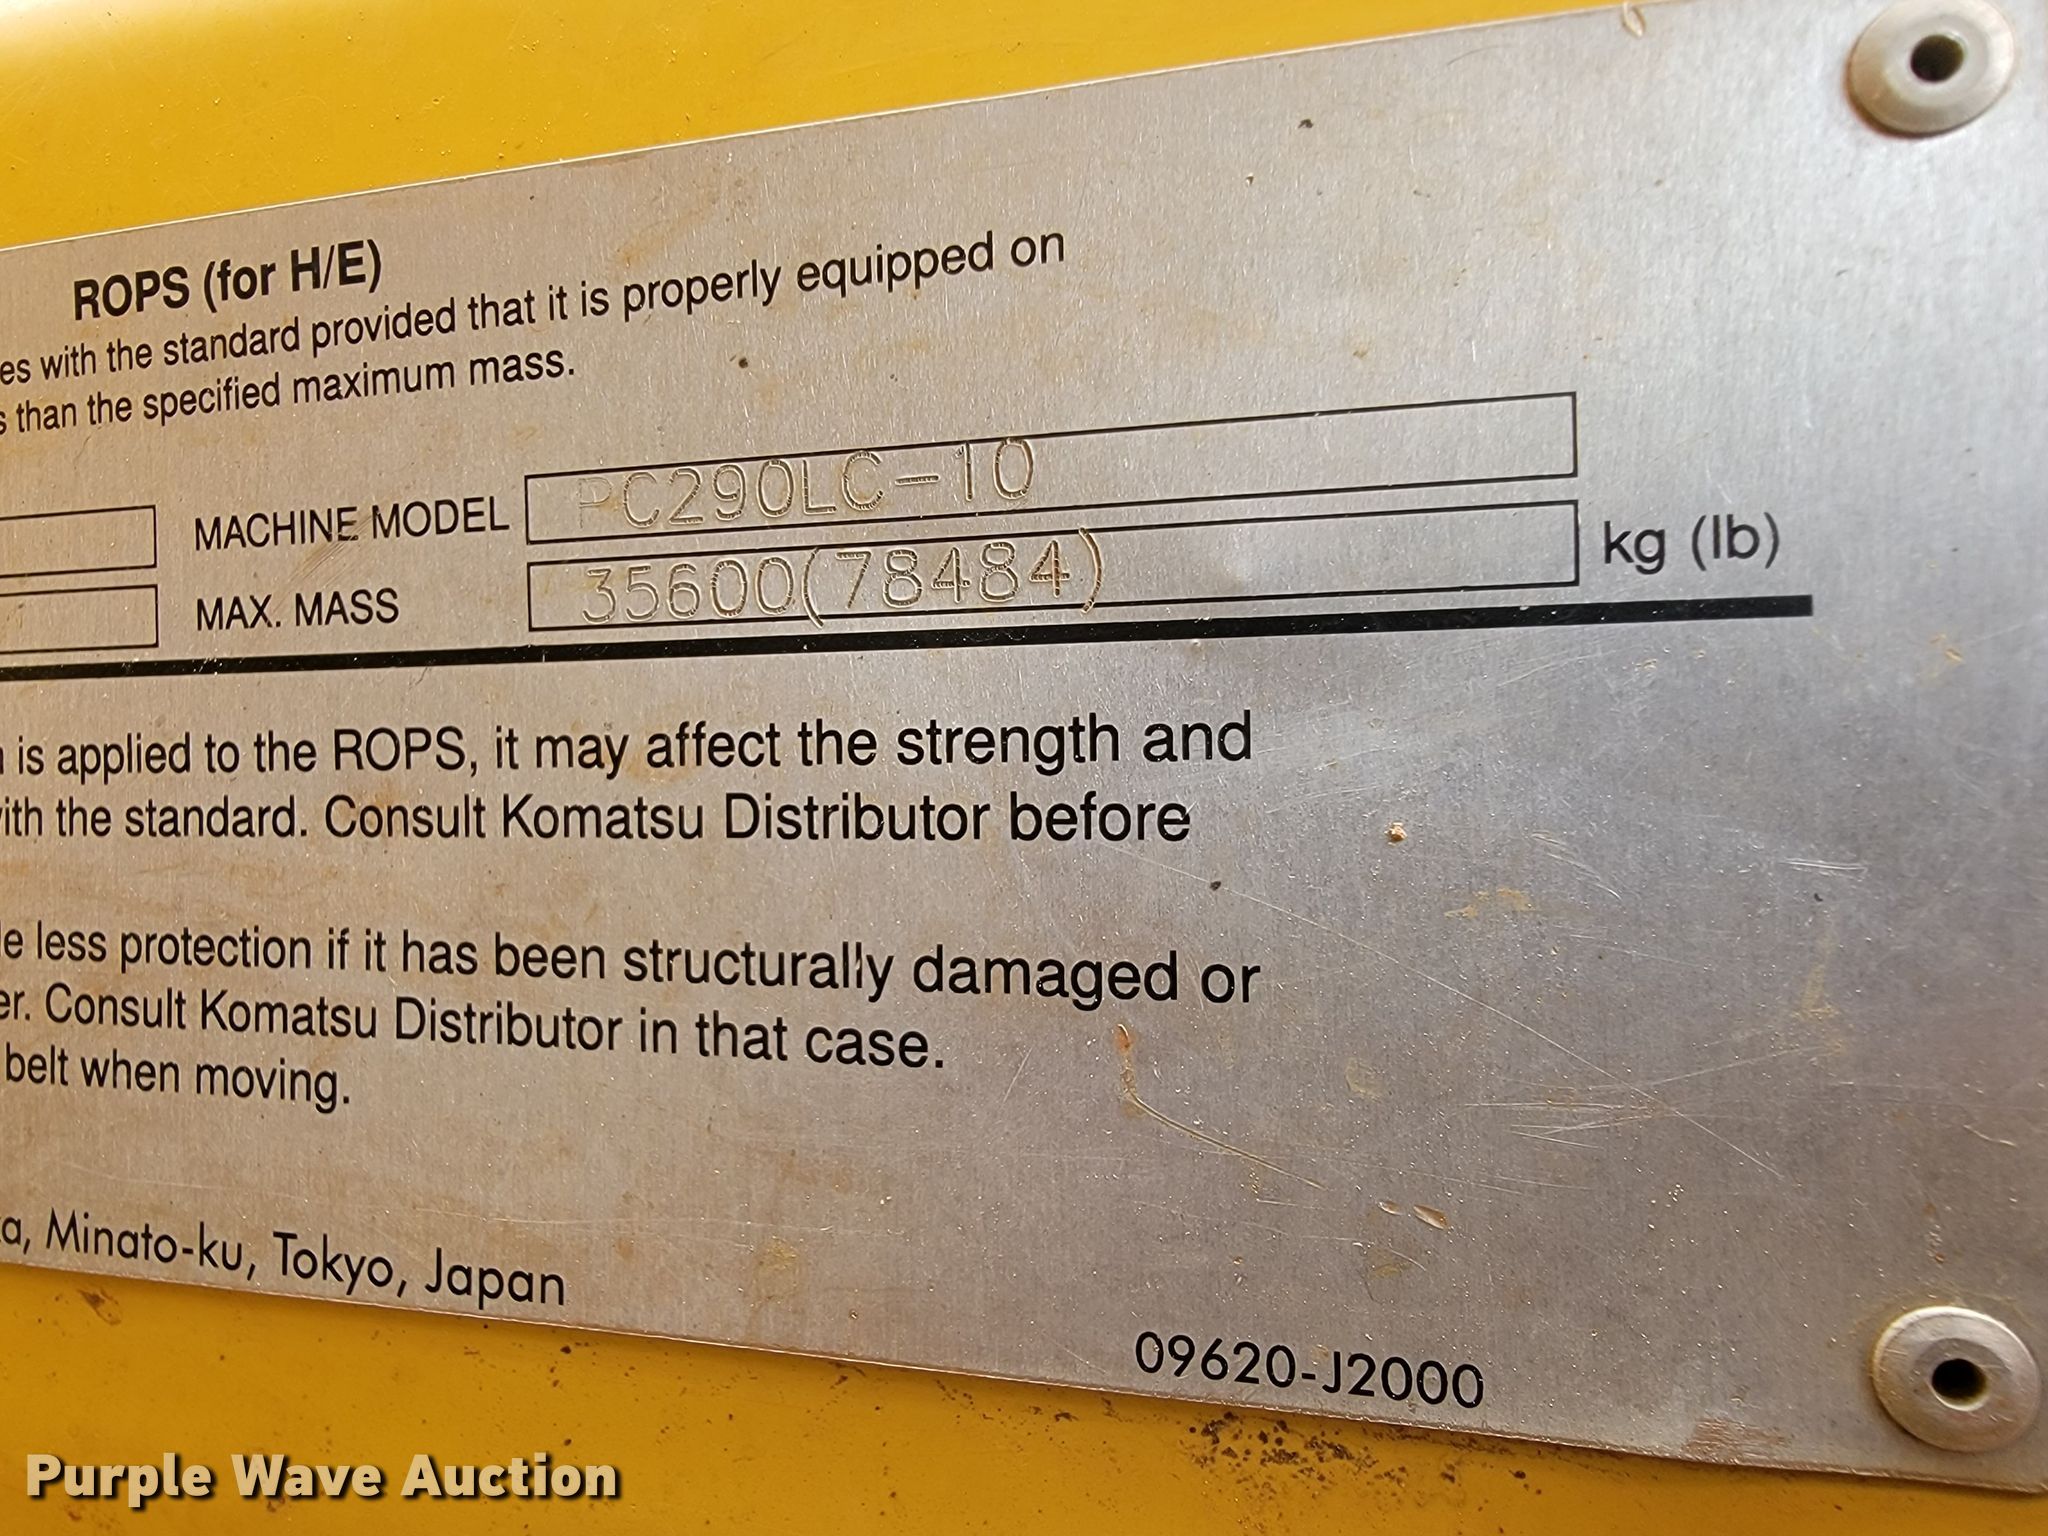 ROPS (for H/E)
es with the standard provided that it is properly equipped on
s than the specified maximum mass.
MACHINE MODEL PC290LC-10
MAX. MASS 35600(78484) kg (lb)
is applied to the ROPS, it may affect the strength and
ith the standard. Consult Komatsu Distributor before
e less protection if it has been structurally damaged or
er. Consult Komatsu Distributor in that case.
belt when moving.
a, Minato-ku, Tokyo, Japan
09620-J2000
Purple Wave Auction